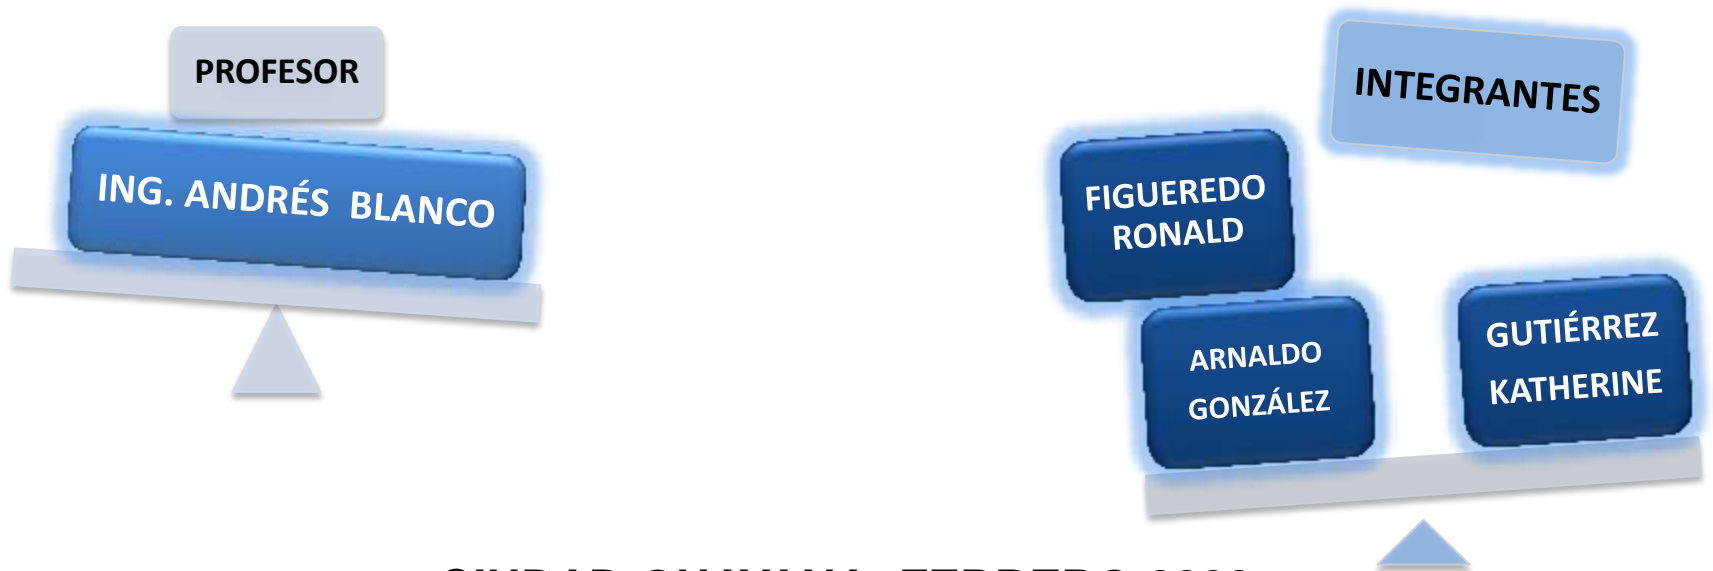 PROFESOR
ING. ANDRÉS BLANCO
INTEGRANTES
FIGUEREDO
RONALD
ARNALDO
GONZÁLEZ
GUTIÉRREZ
KATHERINE